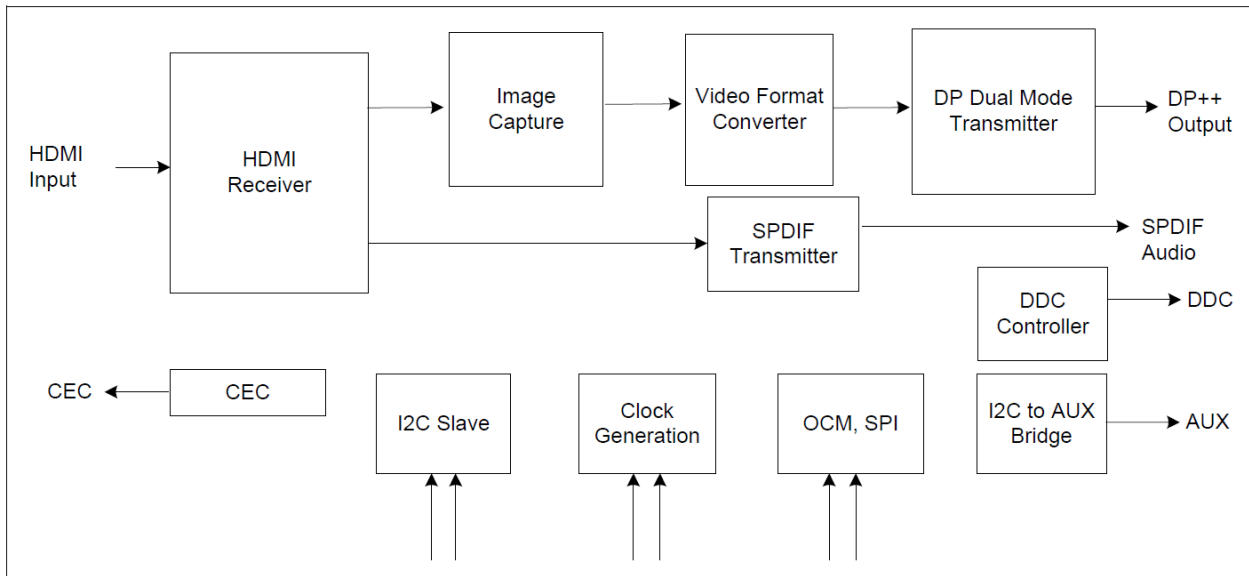 HDMI
Input
HDMI
Receiver
Image
Capture
Video Format
Converter
DP Dual Mode
Transmitter
DP++
Output
SPDIF
Transmitter
SPDIF
Audio
DDC
Controller
DDC
CEC
CEC
I2C Slave
Clock
Generation
OCM, SPI
I2C to AUX
Bridge
AUX